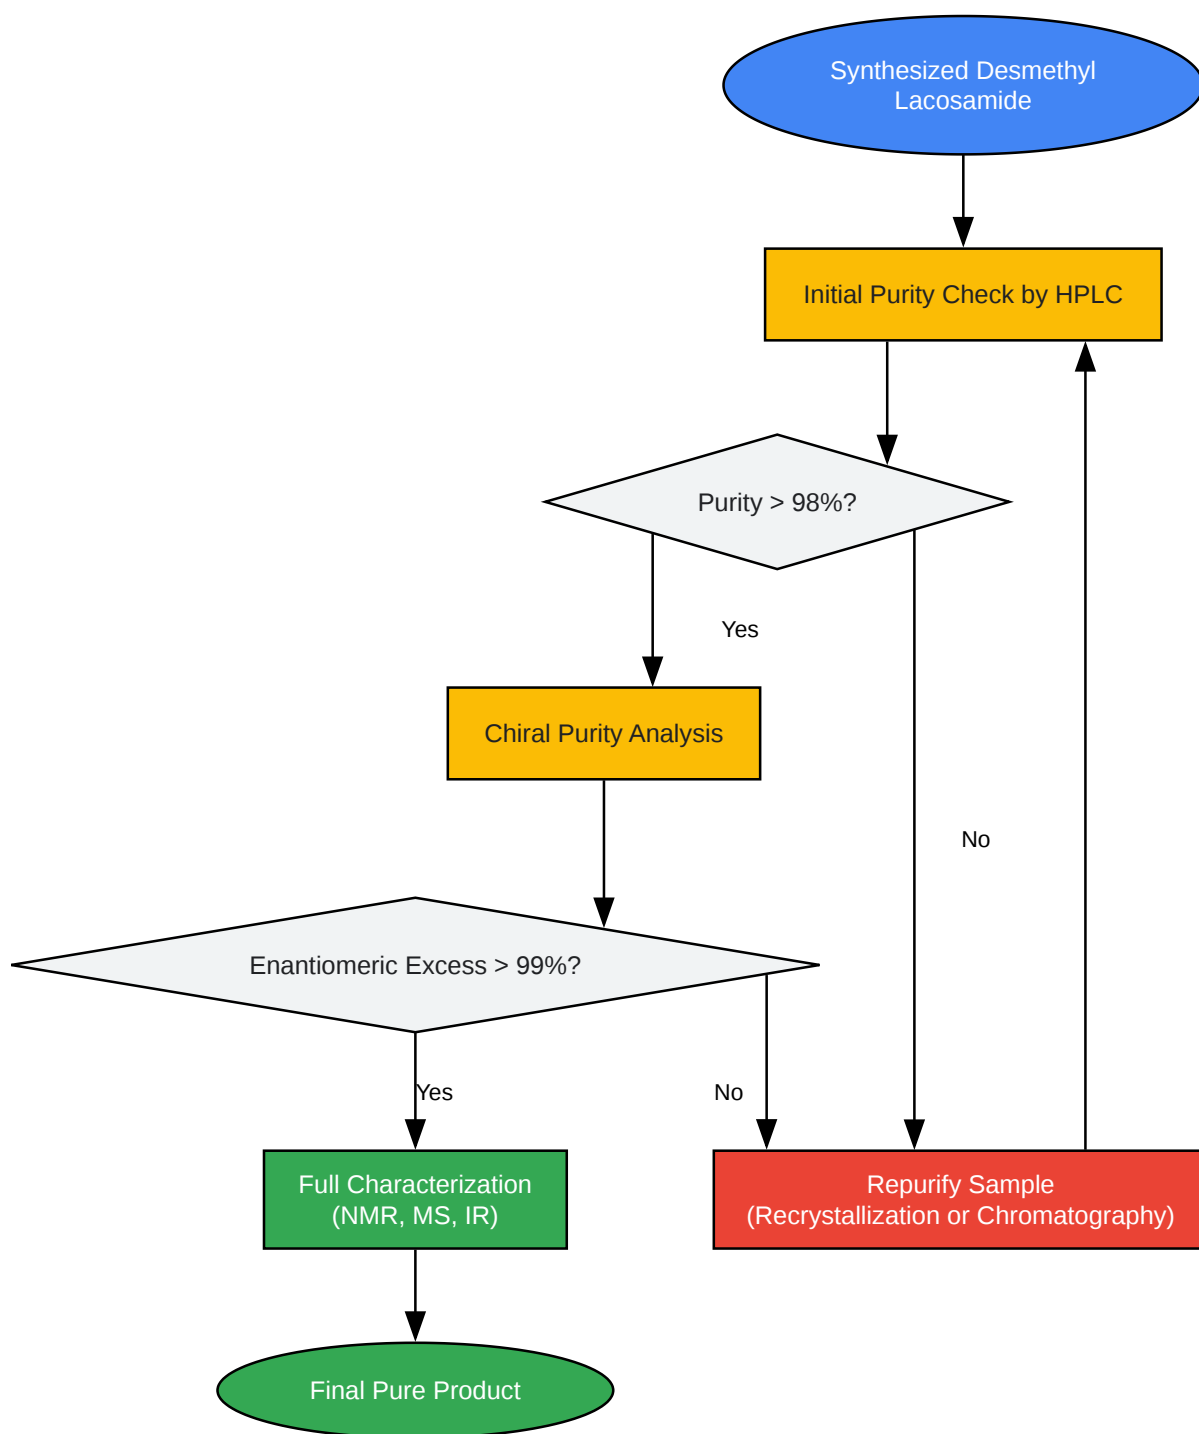 Synthesized Desmethyl
Lacosamide
Initial Purity Check by HPLC
Purity > 98%?
Yes
Chiral Purity Analysis
No
Enantiomeric Excess > 99%?
Yes
No
Full Characterization
(NMR, MS, IR)
Repurify Sample
(Recrystallization or Chromatography)
Final Pure Product